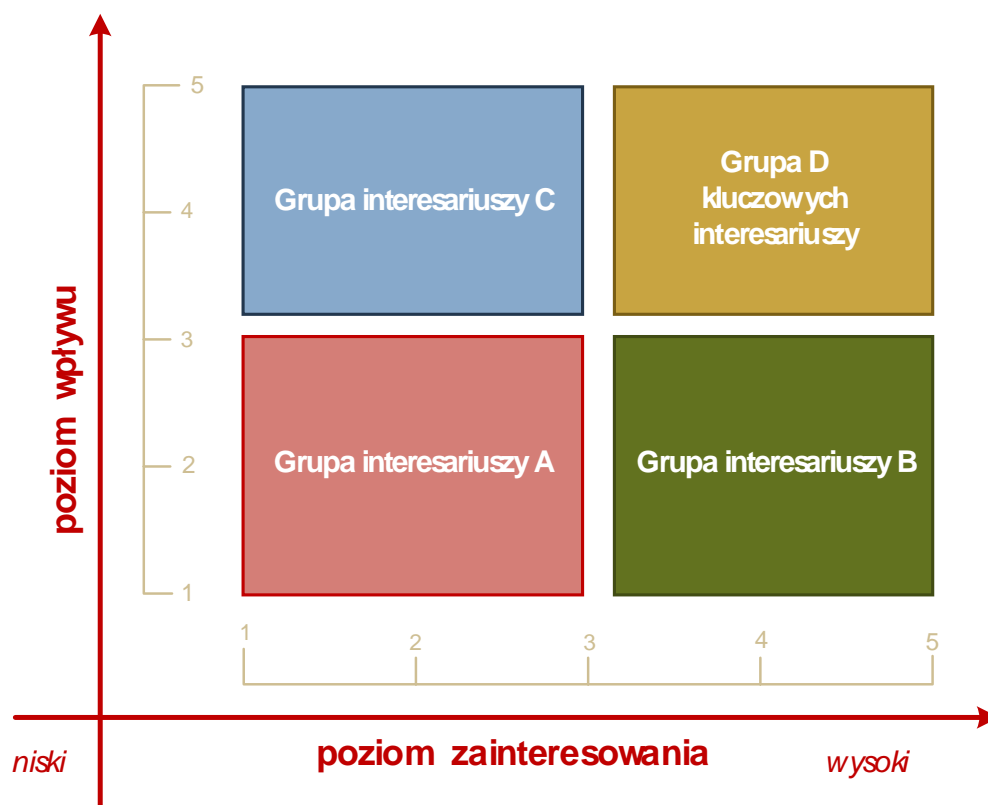 5
Grupa D
kluczowych
interesariuszy
Grupa interesariuszy C
4
poziom wpływu
3
Grupa interesariuszy A
Grupa interesariuszy B
2
1
1
2
3
4
5
niski
poziom zainteresowania
wysoki